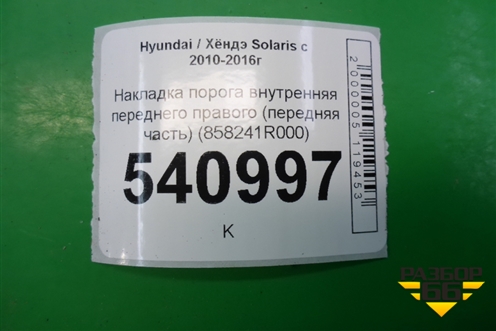 Hyundai / Хёндэ Solaris с
2010-2016г
Накладка порога внутренняя
переднего правого (передняя
часть) (858241R000)
540997
K
2000005119453
РАЗБОР
66